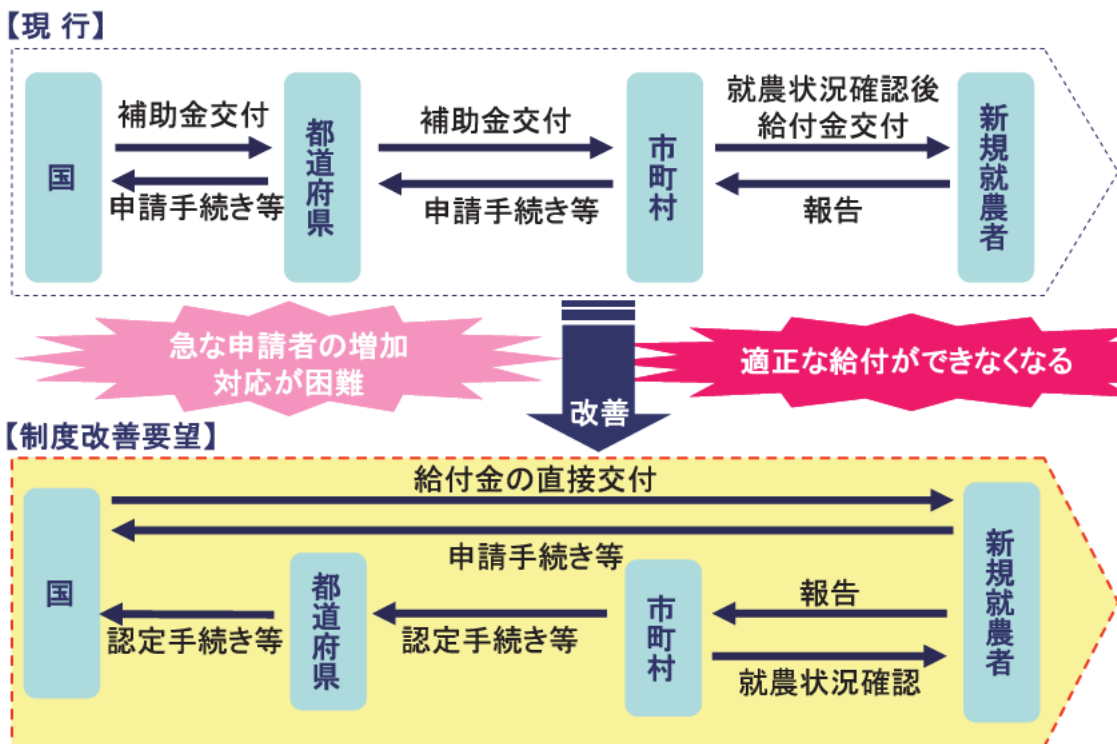 【現 行】
国
補助金交付
申請手続き等
都道府県
補助金交付
申請手続き等
市町村
就農状況確認後
給付金交付
報告
新規就農者
急な申請者の増加
対応が困難
改善
適正な給付ができなくなる
【制度改善要望】
給付金の直接交付
申請手続き等
国
認定手続き等
都道府県
認定手続き等
市町村
報告
就農状況確認
新規就農者